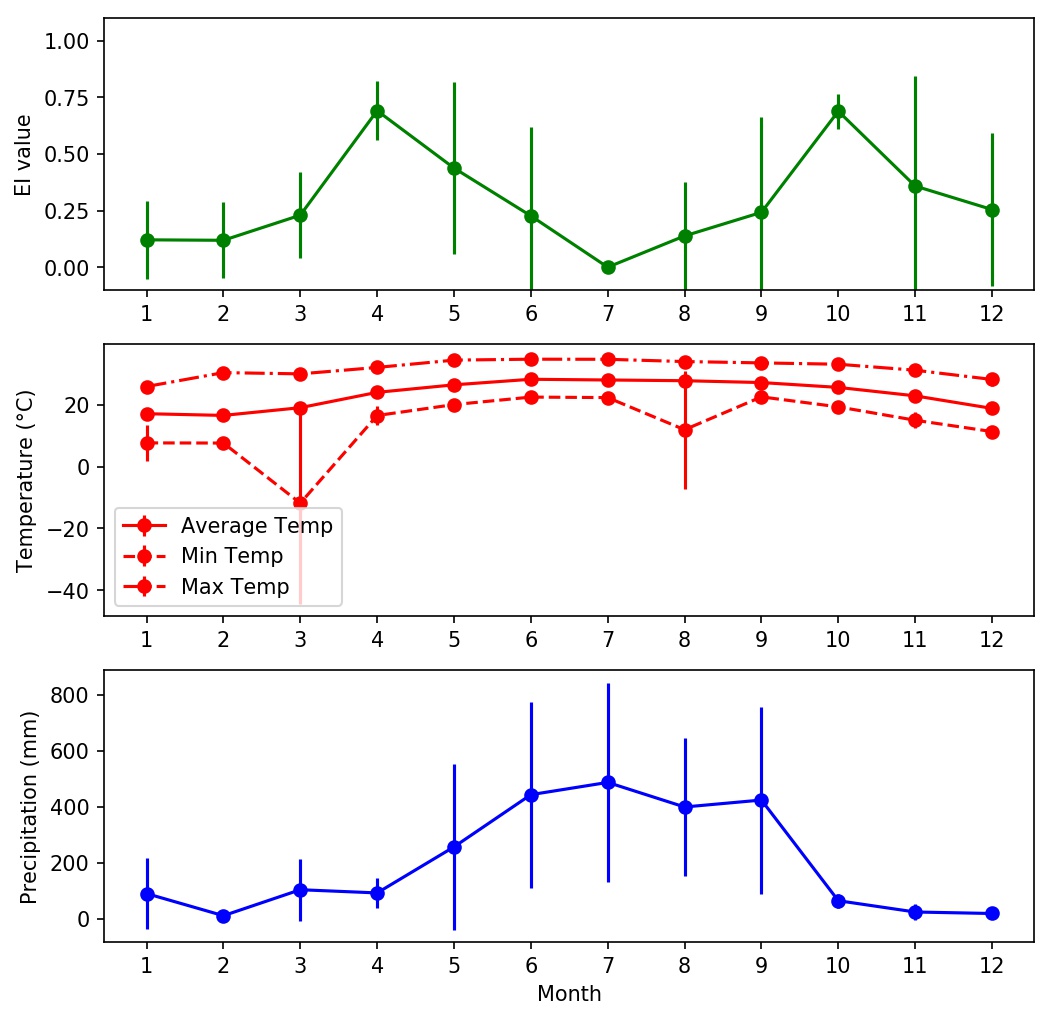 EI value
1.00
0.75
0.50
0.25
0.00
1 2 3 4 5 6 7 8 9 10 11 12
Temperature (°C)
20
0
−20
−40
Average Temp
Min Temp
Max Temp
1 2 3 4 5 6 7 8 9 10 11 12
Precipitation (mm)
800
600
400
200
0
1 2 3 4 5 6 7 8 9 10 11 12
Month